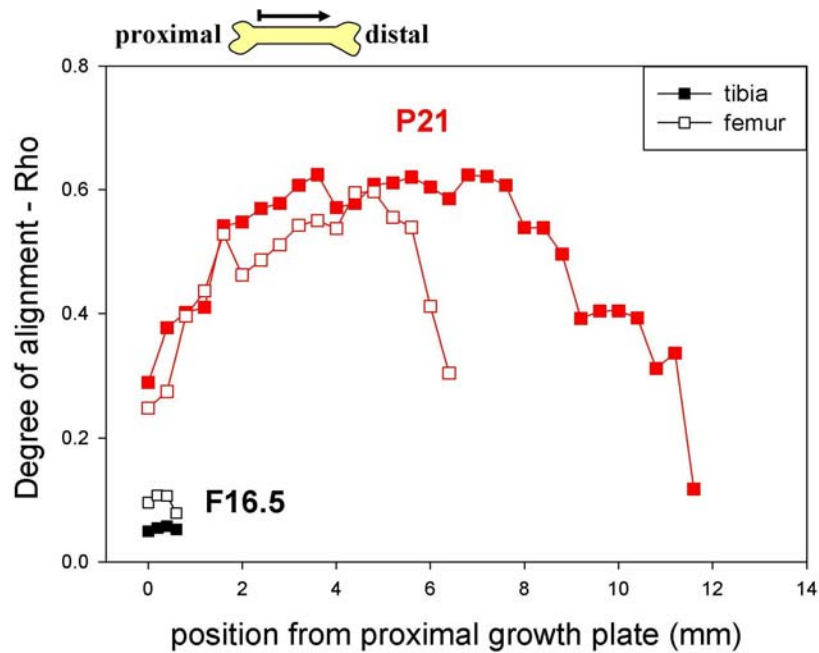 proximal distal
0.8
tibia
femur
P21
0.6
0.4
0.2
F16.5
0.0
0 2 4 6 8 10 12 14
Degree of alignment - Rho
position from proximal growth plate (mm)